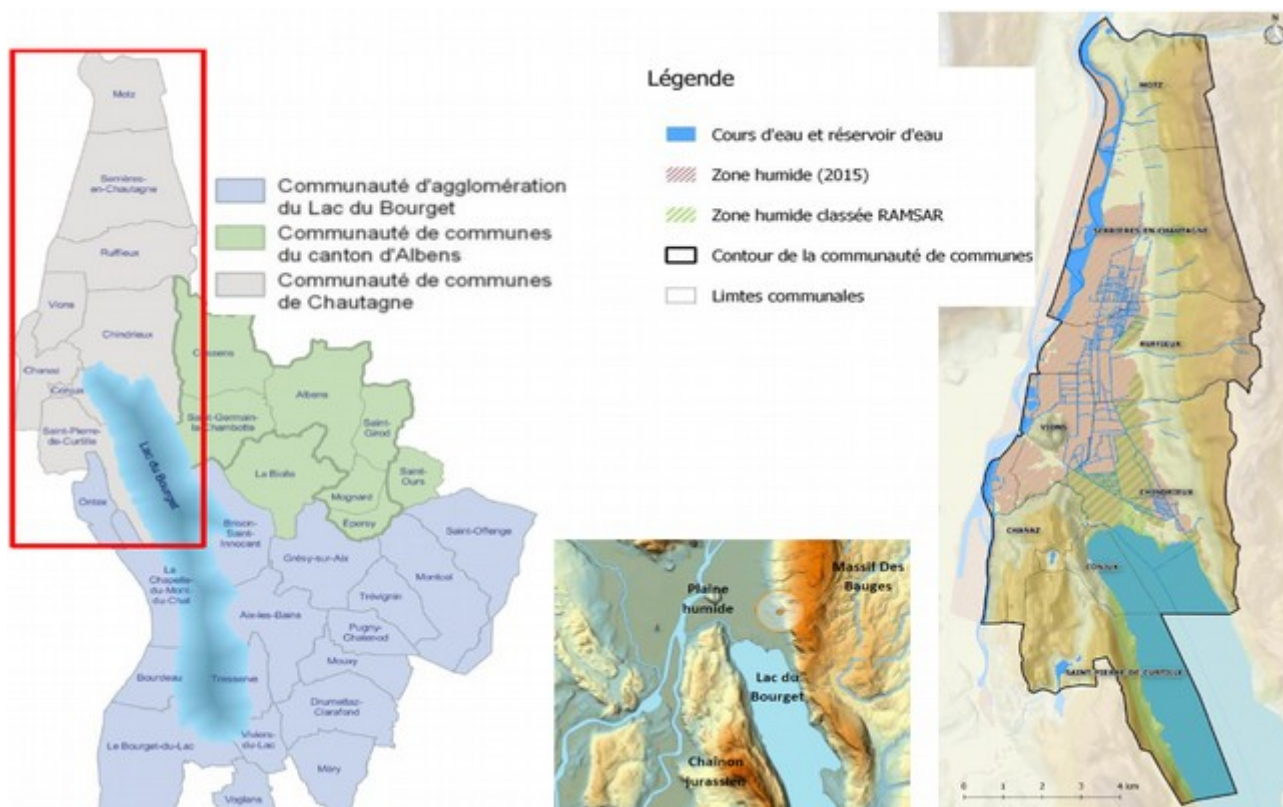 Motz
Serrières-
en-Chautagne
Ruffieux
Vions
Chindrieux
Chanaz
Conjux
Saint-Pierre-
de-Curtille
Lac du Bourget
Ontex
La
Chapelle-
du-Mont-
du-Chat
Bourdeau
Le Bourget-du-Lac
Cessens
Albens
Saint-Germain-
la-Chambotte
Saint-
Girod
La Biolle
Saint-
Ours
Mognard
Epersy
Brison-
Saint-
Innocent
Grésy-sur-Aix
Saint-Offenge
Montcel
Trévignin
Aix-les-Bains
Pugny-
Chatenod
Mouxy
Tresserve
Drumettaz-
Clarafond
Viviers-
du-Lac
Méry
Voglans
Communauté d'agglomération
du Lac du Bourget
Communauté de communes
du canton d'Albens
Communauté de communes
de Chautagne
Légende
Cours d'eau et réservoir d'eau
Zone humide (2015)
Zone humide classée RAMSAR
Contour de la communauté de communes
Limtes communales
Plaine
humide
Massif Des
Bauges
Lac du
Bourget
Chaînon
jurassien
N
MOTZ
SERRIERES-EN-CHAUTAGNE
RUFFIEUX
VIONS
CHINDRIEUX
CHANAZ
CONJUX
SAINT-PIERRE-DE-CURTILLE
0 2 4 km